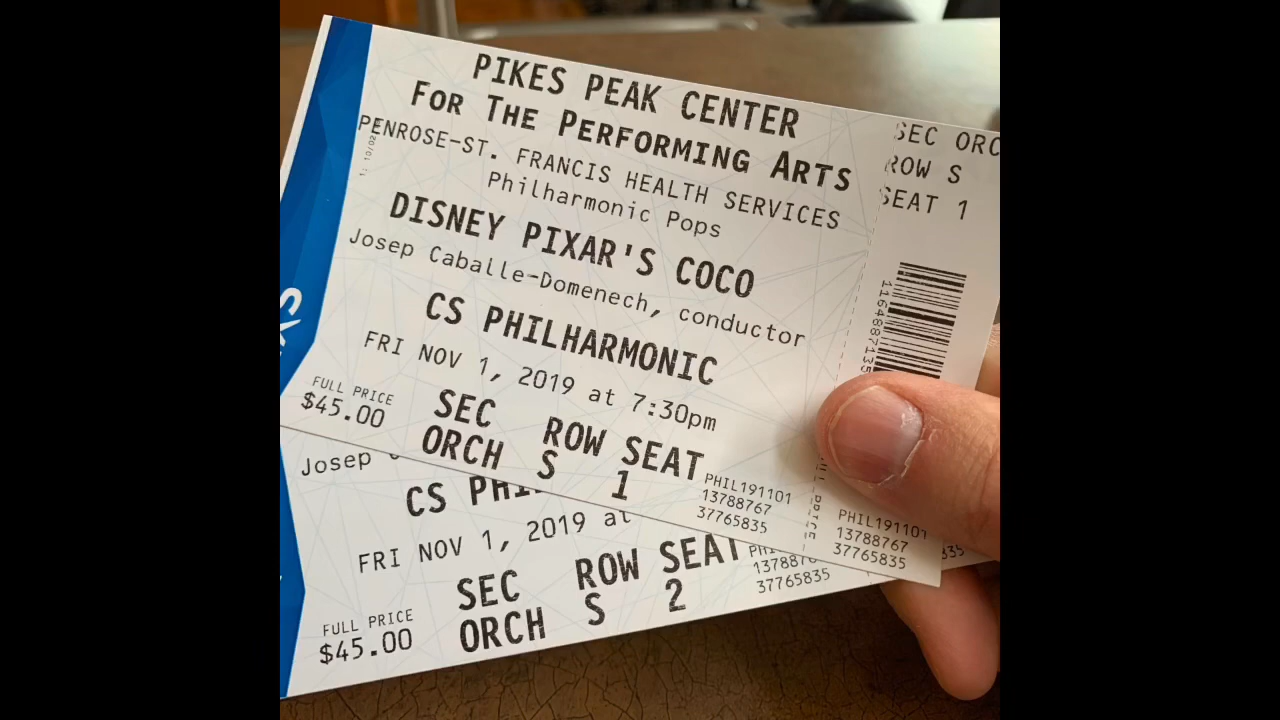 PIKES PEAK CENTER
FOR THE PERFORMING ARTS
PENROSE-ST. FRANCIS HEALTH SERVICES
Philharmonic Pops
DISNEY PIXAR'S COCO
Josep Caballe-Domenech, conductor
CS PHILHARMONIC
FRI NOV 1, 2019 at 7:30pm
FULL PRICE
$45.00
SEC ROW SEAT
ORCH S 1
PHIL191101
13788767
37765835
SEC ORC
ROW S
SEAT 1
PHIL191101
13788767
37765835
Josep
CS PHI
FRI NOV 1, 2019 at
FULL PRICE
$45.00
SEC ROW SEAT
ORCH S 2
37765835